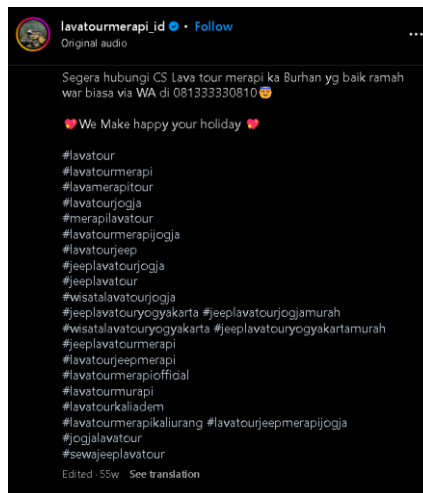 lavatourmerapi_id • Follow
Original audio
...
Segera hubungi CS Lava tour merapi ka Burhan yg baik ramah
war biasa via WA di 081333330810😇
💖We Make happy your holiday 💖
#lavatour
#lavatourmerapi
#lavamerapitour
#lavatourjogja
#merapilavatour
#lavatourmerapijogja
#lavatourjeep
#jeeplavatourjogja
#jeeplavatour
#wisatalavatourjogja
#jeeplavatouryogyakarta #jeeplavatourjogjamurah
#wisatalavatouryogyakarta #jeeplavatouryogyakartamurah
#jeeplavatourmerapi
#lavatourjeepmerapi
#lavatourmerapiofficial
#lavatourmurapi
#lavatourkaliadem
#lavatourmerapikaliurang #lavatourjeepmerapijogja
#jogjalavatour
#sewajeeplavatour
Edited · 55w See translation